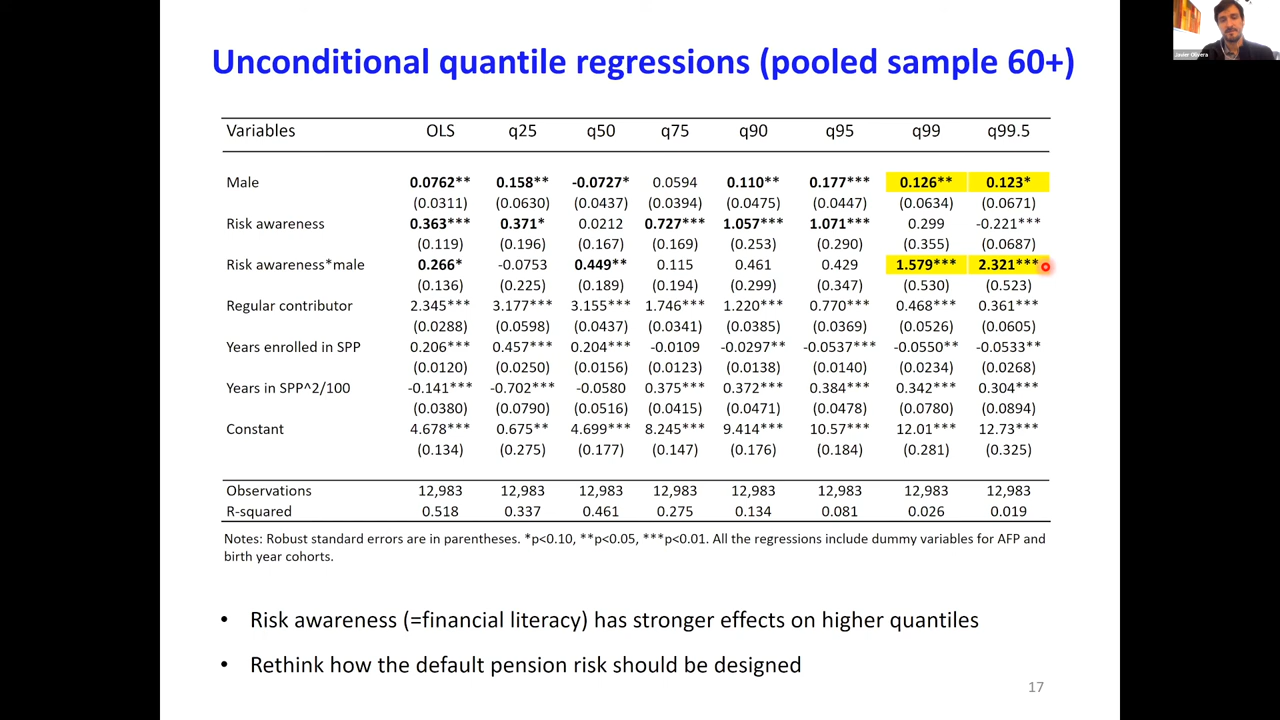 Unconditional quantile regressions (pooled sample 60+)
Javier Olivera
Variables OLS q25 q50 q75 q90 q95 q99 q99.5
Male 0.0762** 0.158** -0.0727* 0.0594 0.110** 0.177*** 0.126** 0.123*
(0.0311) (0.0630) (0.0437) (0.0394) (0.0475) (0.0447) (0.0634) (0.0671)
Risk awareness 0.363*** 0.371* 0.0212 0.727*** 1.057*** 1.071*** 0.299 -0.221***
(0.119) (0.196) (0.167) (0.169) (0.253) (0.290) (0.355) (0.0687)
Risk awareness*male 0.266* -0.0753 0.449** 0.115 0.461 0.429 1.579*** 2.321***
(0.136) (0.225) (0.189) (0.194) (0.299) (0.347) (0.530) (0.523)
Regular contributor 2.345*** 3.177*** 3.155*** 1.746*** 1.220*** 0.770*** 0.468*** 0.361***
(0.0288) (0.0598) (0.0437) (0.0341) (0.0385) (0.0369) (0.0526) (0.0605)
Years enrolled in SPP 0.206*** 0.457*** 0.204*** -0.0109 -0.0297** -0.0537*** -0.0550** -0.0533**
(0.0120) (0.0250) (0.0156) (0.0123) (0.0138) (0.0140) (0.0234) (0.0268)
Years in SPP^2/100 -0.141*** -0.702*** -0.0580 0.375*** 0.372*** 0.384*** 0.342*** 0.304***
(0.0380) (0.0790) (0.0516) (0.0415) (0.0471) (0.0478) (0.0780) (0.0894)
Constant 4.678*** 0.675** 4.699*** 8.245*** 9.414*** 10.57*** 12.01*** 12.73***
(0.134) (0.275) (0.177) (0.147) (0.176) (0.184) (0.281) (0.325)
Observations 12,983 12,983 12,983 12,983 12,983 12,983 12,983 12,983
R-squared 0.518 0.337 0.461 0.275 0.134 0.081 0.026 0.019
Notes: Robust standard errors are in parentheses. *p<0.10, **p<0.05, ***p<0.01. All the regressions include dummy variables for AFP and
birth year cohorts.
• Risk awareness (=financial literacy) has stronger effects on higher quantiles
• Rethink how the default pension risk should be designed
17